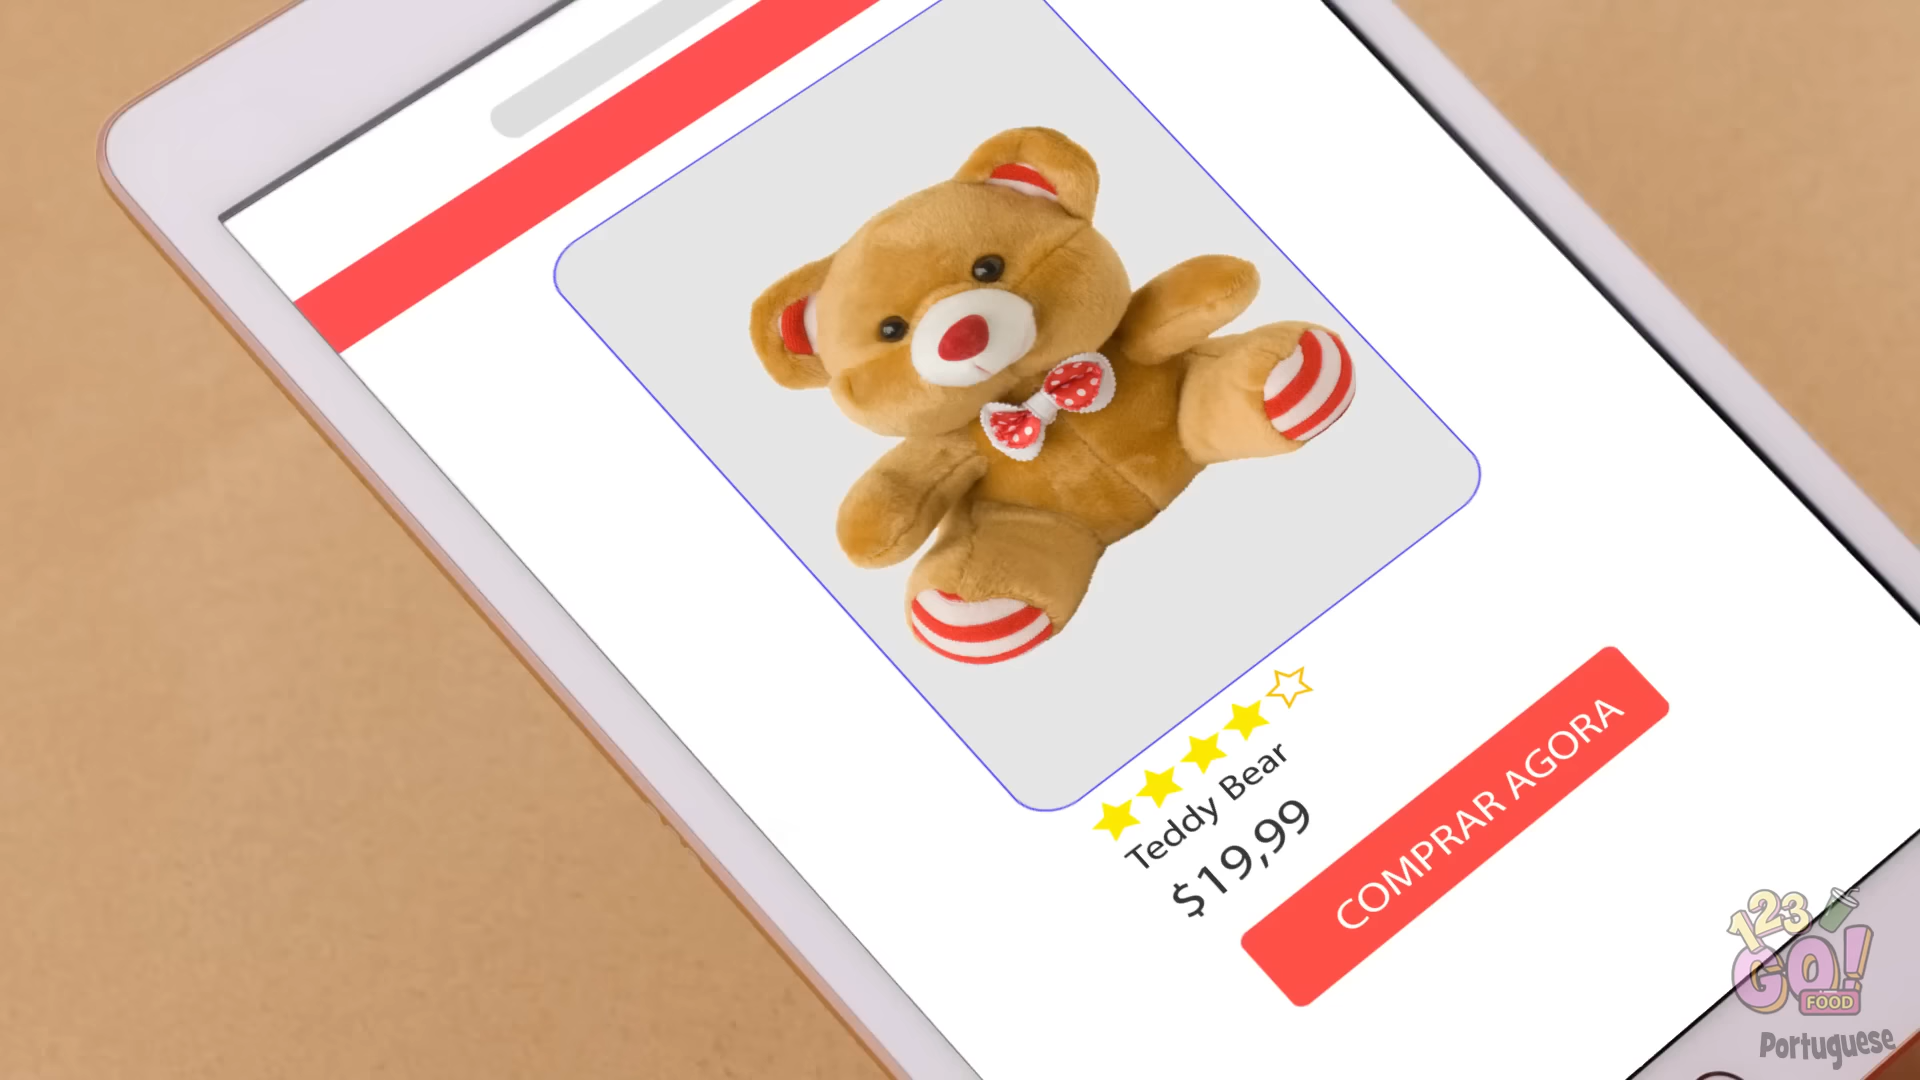 Teddy Bear
$19,99
COMPRAR AGORA
123
GO!
FOOD
Portuguese